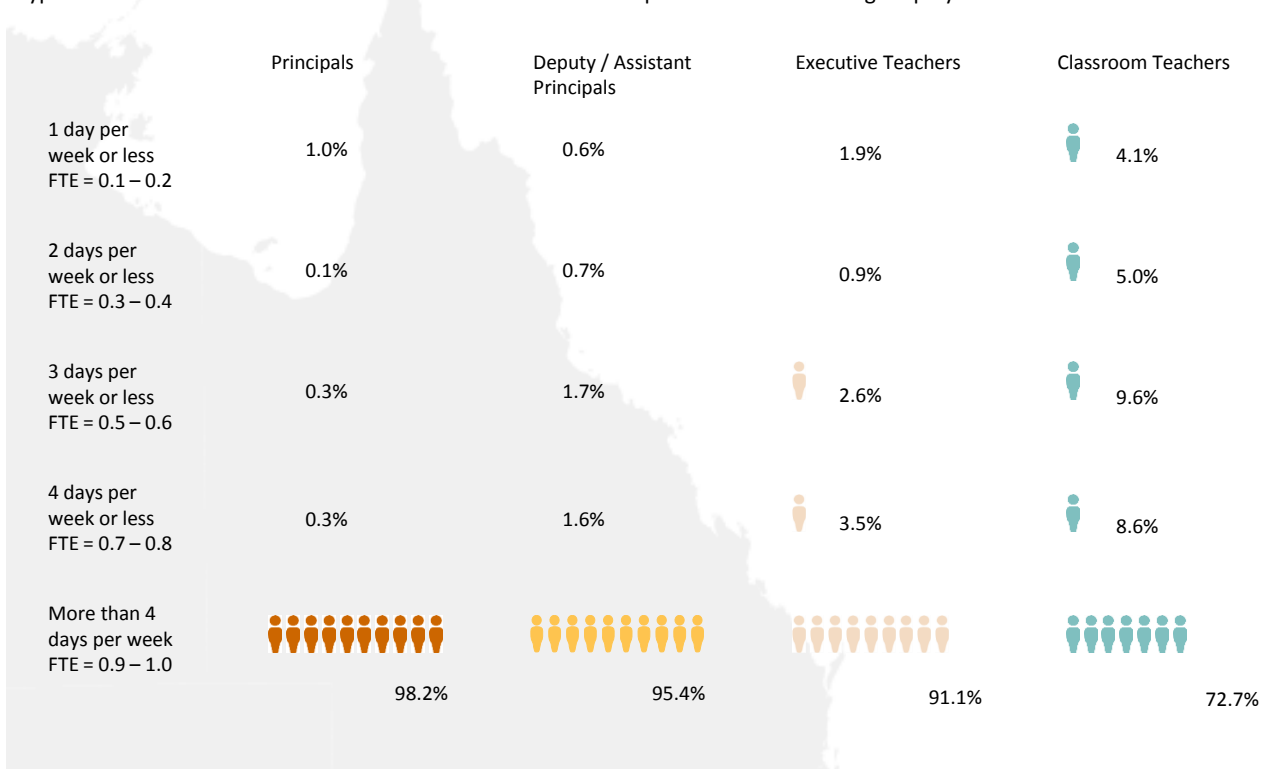 Principals
Deputy / Assistant
Principals
Executive Teachers
Classroom Teachers
1 day per
week or less
FTE = 0.1 – 0.2
1.0%
0.6%
1.9%
4.1%
2 days per
week or less
FTE = 0.3 – 0.4
0.1%
0.7%
0.9%
5.0%
3 days per
week or less
FTE = 0.5 – 0.6
0.3%
1.7%
2.6%
9.6%
4 days per
week or less
FTE = 0.7 – 0.8
0.3%
1.6%
3.5%
8.6%
More than 4
days per week
FTE = 0.9 – 1.0
98.2%
95.4%
91.1%
72.7%